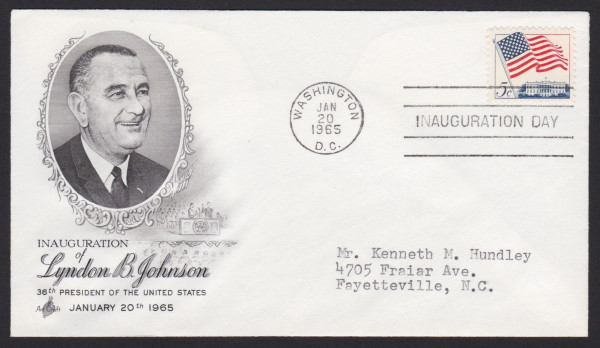 5c
WASHINGTON
JAN
20
1965
D.C.
INAUGURATION DAY
INAUGURATION
of
Lyndon B. Johnson
36th PRESIDENT OF THE UNITED STATES
JANUARY 20th 1965
ArtCraft
Mr. Kenneth M. Hundley
4705 Fraiar Ave.
Fayetteville, N.C.